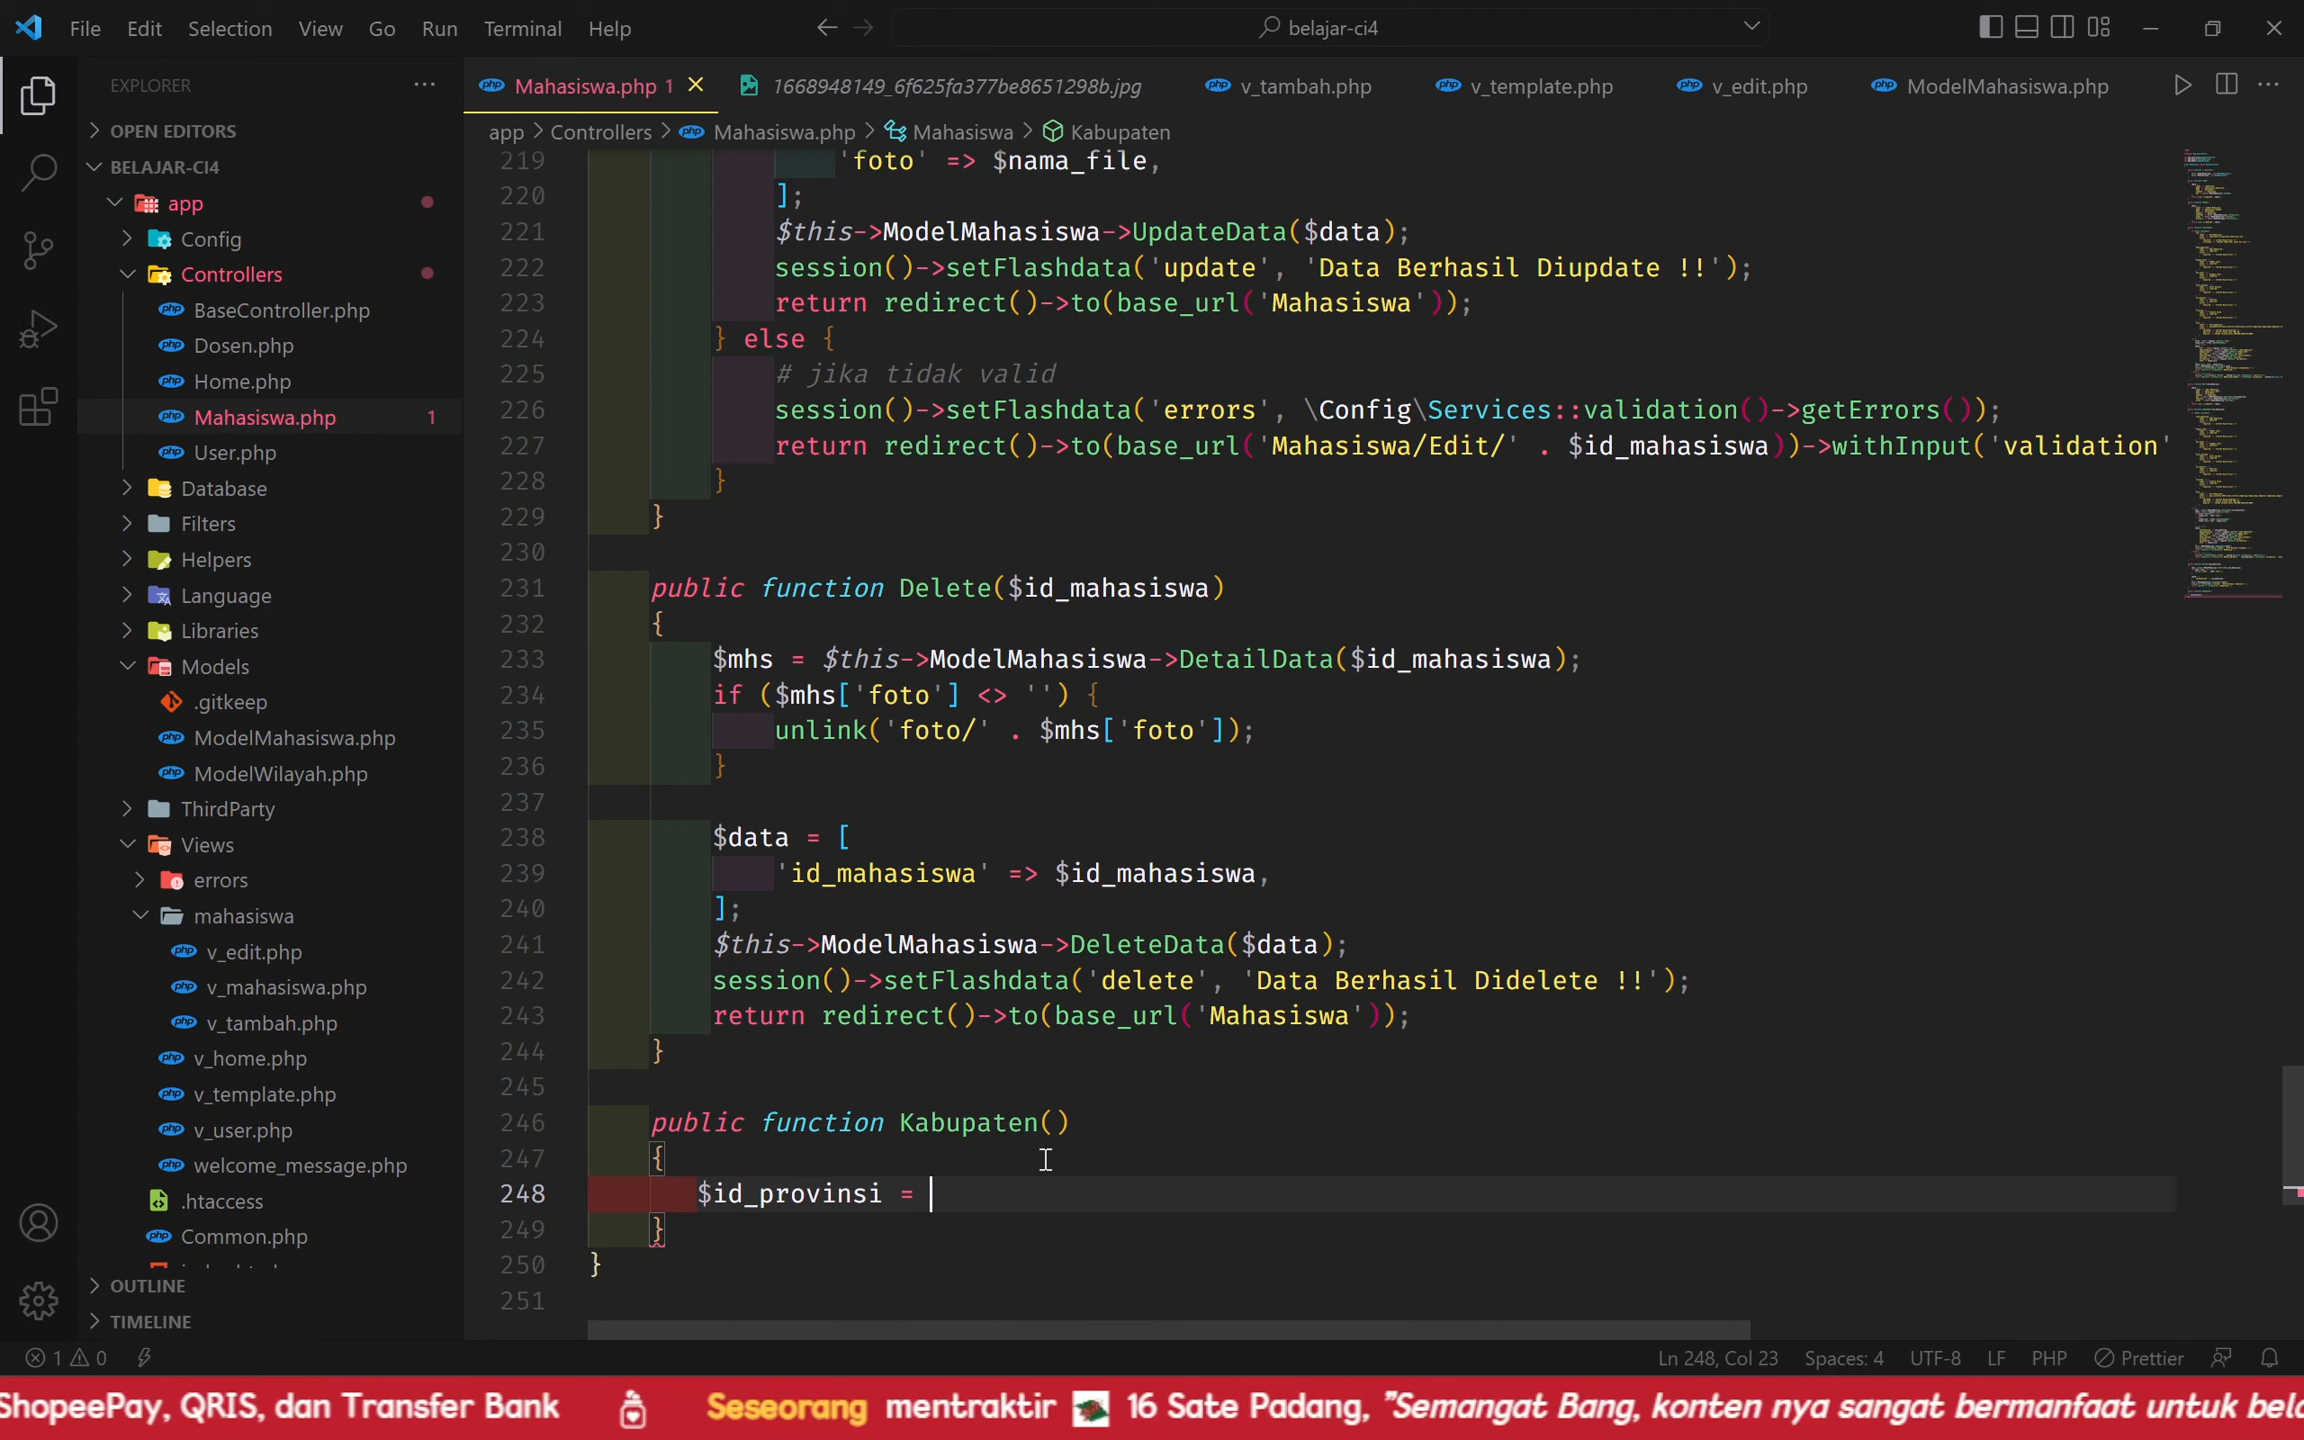 File Edit Selection View Go Run Terminal Help
belajar-ci4
EXPLORER
Mahasiswa.php 1
1668948149_6f625fa377be8651298b.jpg
v_tambah.php
v_template.php
v_edit.php
ModelMahasiswa.php
app > Controllers > Mahasiswa.php > Mahasiswa > Kabupaten
OPEN EDITORS
BELAJAR-CI4
app
Config
Controllers
BaseController.php
Dosen.php
Home.php
Mahasiswa.php 1
User.php
Database
Filters
Helpers
Language
Libraries
Models
.gitkeep
ModelMahasiswa.php
ModelWilayah.php
ThirdParty
Views
errors
mahasiswa
v_edit.php
v_mahasiswa.php
v_tambah.php
v_home.php
v_template.php
v_user.php
welcome_message.php
.htaccess
Common.php
OUTLINE
TIMELINE
219 'foto' => $nama_file,
220 ];
221 $this->ModelMahasiswa->UpdateData($data);
222 session()->setFlashdata('update', 'Data Berhasil Diupdate !!');
223 return redirect()->to(base_url('Mahasiswa'));
224 } else {
225 # jika tidak valid
226 session()->setFlashdata('errors', \Config\Services::validation()->getErrors());
227 return redirect()->to(base_url('Mahasiswa/Edit/' . $id_mahasiswa))->withInput('validation'
228 }
229 }
230
231 public function Delete($id_mahasiswa)
232 {
233 $mhs = $this->ModelMahasiswa->DetailData($id_mahasiswa);
234 if ($mhs['foto'] <> '') {
235 unlink('foto/' . $mhs['foto']);
236 }
237
238 $data = [
239 'id_mahasiswa' => $id_mahasiswa,
240 ];
241 $this->ModelMahasiswa->DeleteData($data);
242 session()->setFlashdata('delete', 'Data Berhasil Didelete !!');
243 return redirect()->to(base_url('Mahasiswa'));
244 }
245
246 public function Kabupaten()
247 {
248 $id_provinsi =
249 }
250 }
251
1 0
Ln 248, Col 23 Spaces: 4 UTF-8 LF PHP Prettier
ShopeePay, QRIS, dan Transfer Bank Seseorang mentraktir 16 Sate Padang, "Semangat Bang, konten nya sangat bermanfaat untuk bela